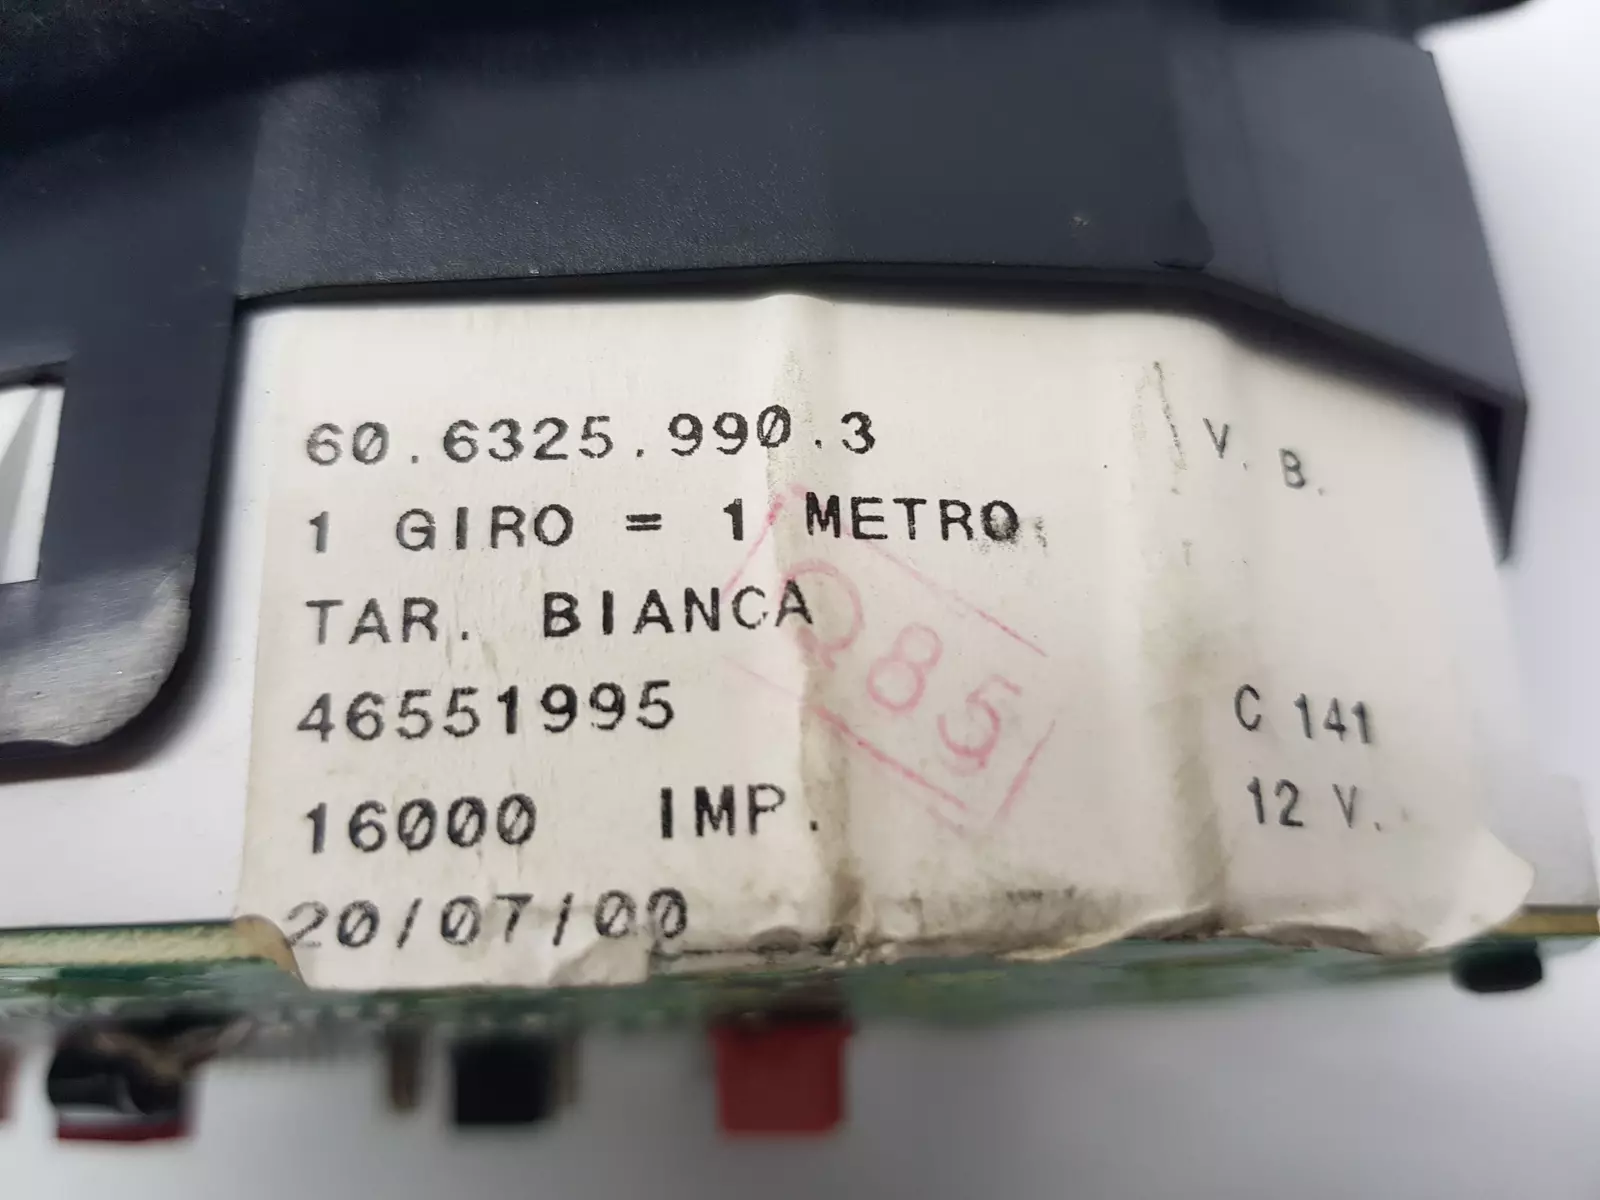 60.6325.990.3
V. B.
1 GIRO = 1 METRO
TAR. BIANCA
Q85
46551995
C 141
16000 IMP.
12 V.
20/07/00